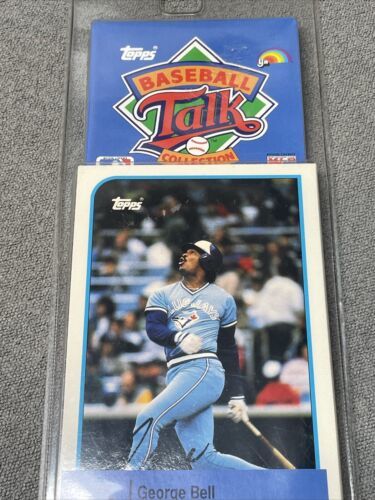 Topps
BASEBALL
Talk
COLLECTION
Topps
BLUE JAYS
George Bell